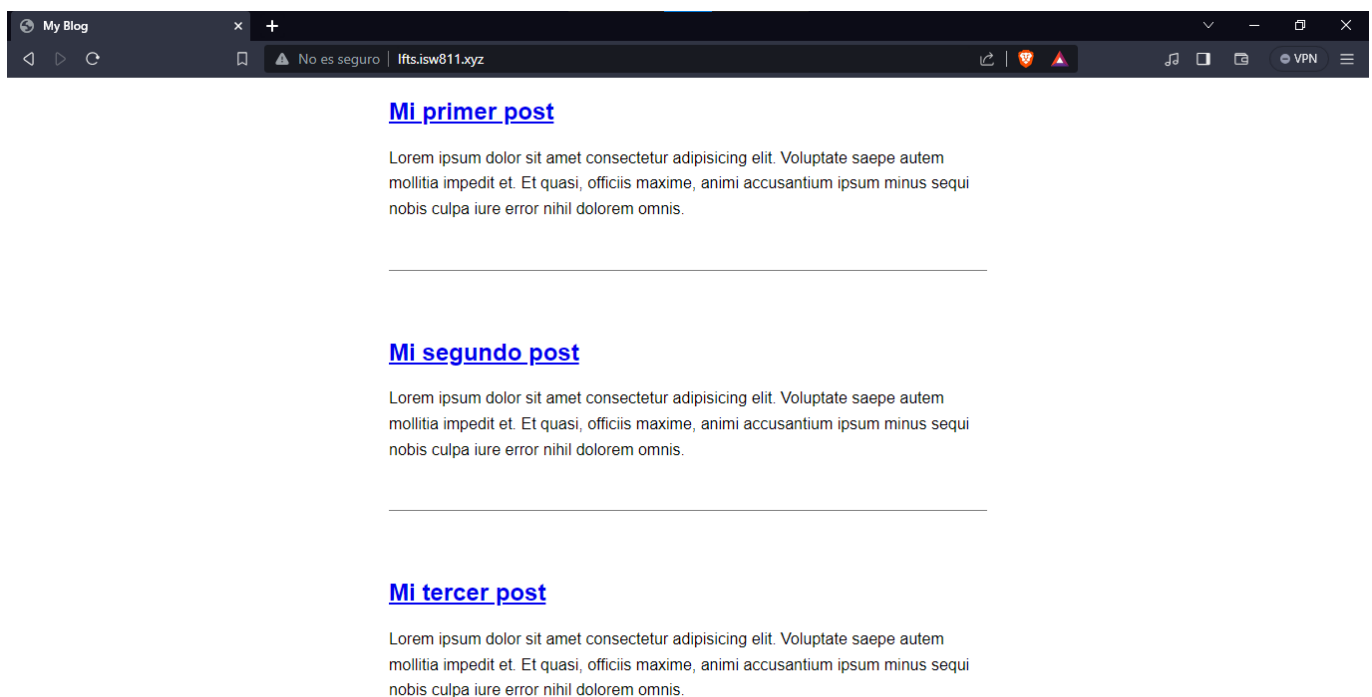 My Blog
No es seguro lfts.isw811.xyz
VPN
Mi primer post
Lorem ipsum dolor sit amet consectetur adipisicing elit. Voluptate saepe autem
mollitia impedit et. Et quasi, officiis maxime, animi accusantium ipsum minus sequi
nobis culpa iure error nihil dolorem omnis.
Mi segundo post
Lorem ipsum dolor sit amet consectetur adipisicing elit. Voluptate saepe autem
mollitia impedit et. Et quasi, officiis maxime, animi accusantium ipsum minus sequi
nobis culpa iure error nihil dolorem omnis.
Mi tercer post
Lorem ipsum dolor sit amet consectetur adipisicing elit. Voluptate saepe autem
mollitia impedit et. Et quasi, officiis maxime, animi accusantium ipsum minus sequi
nobis culpa iure error nihil dolorem omnis.